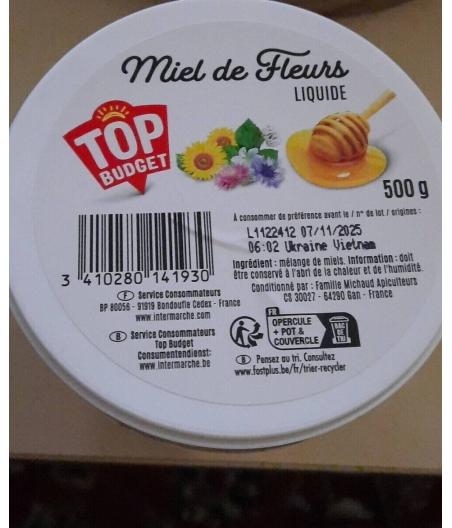 Miel de Fleurs
LIQUIDE
TOP
BUDGET
500 g
A consommer de préférence avant le / n° de lot / origines :
L1122412 07/11/2025
06:02 Ukraine Vietnam
Ingrédient : mélange de miels. Information : doit
être conservé à l'abri de la chaleur et de l'humidité.
Conditionné par : Famille Michaud Apiculteurs
CS 30027 - 64290 Gan - France
3 410280 141930
F Service Consommateurs
BP 80056 - 91919 Bondoufle Cedex - France
www.intermarche.com
B Service Consommateurs
Top Budget
Consumentendienst:
www.intermarche.be
FR
OPERCULE
+ POT &
COUVERCLE
BAC
DE
TRI
B Pensez au tri. Consultez
www.fostplus.be/fr/trier-recycler